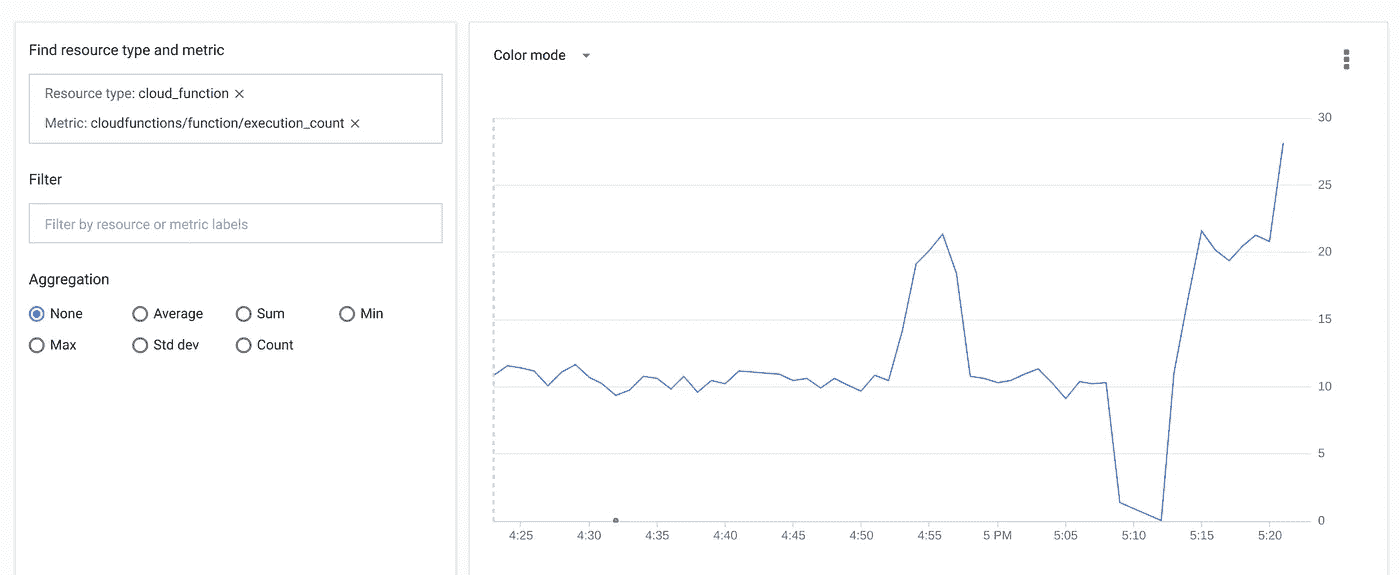 Find resource type and metric
Resource type: cloud_function ×
Metric: cloudfunctions/function/execution_count ×
Filter
Filter by resource or metric labels
Aggregation
None Average Sum Min
Max Std dev Count
Color mode
30
25
20
15
10
5
0
4:25 4:30 4:35 4:40 4:45 4:50 4:55 5 PM 5:05 5:10 5:15 5:20